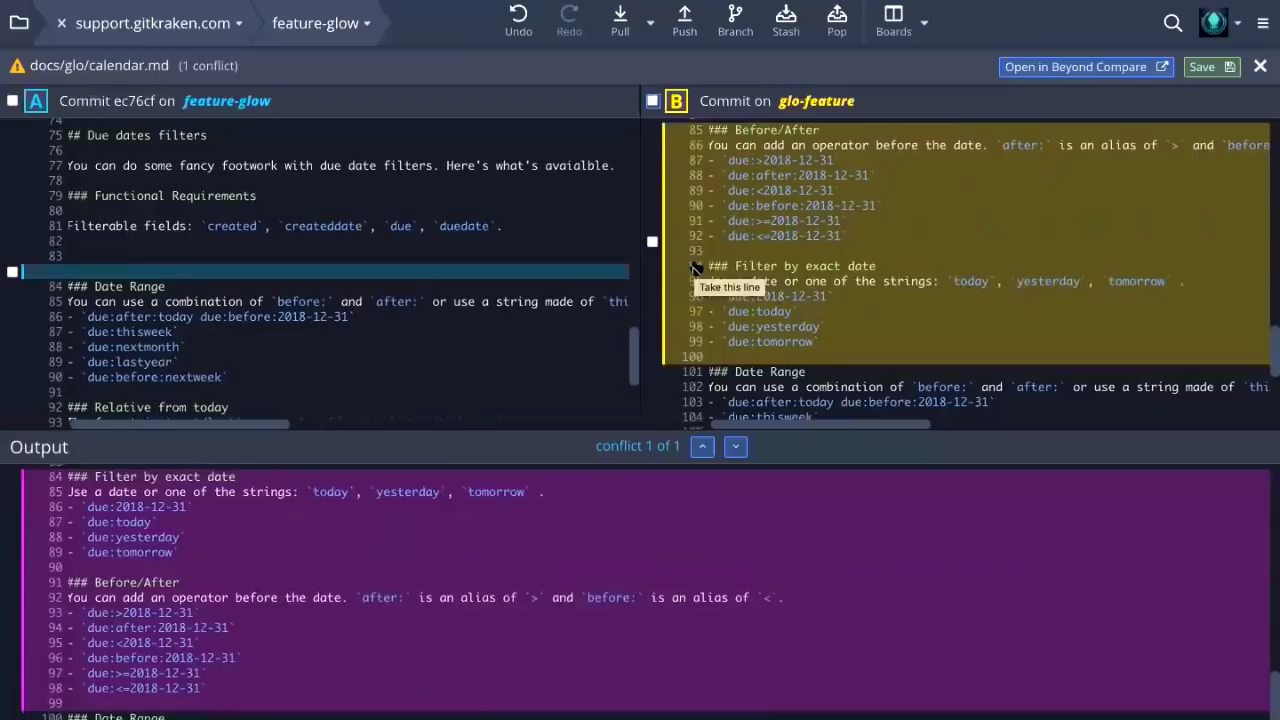 support.gitkraken.com
feature-glow
Undo
Redo
Pull
Push
Branch
Stash
Pop
Boards
docs/glo/calendar.md (1 conflict)
Open in Beyond Compare
Save
A Commit ec76cf on feature-glow
74
75 ## Due dates filters
76
77 You can do some fancy footwork with due date filters. Here's what's avaialble.
78
79 ### Functional Requirements
80
81 Filterable fields: `created`, `createddate`, `due`, `duedate`.
82
83
84 ### Date Range
85 You can use a combination of `before:` and `after:` or use a string made of `thi
86 - `due:after:today due:before:2018-12-31`
87 - `due:thisweek`
88 - `due:nextmonth`
89 - `due:lastyear`
90 - `due:before:nextweek`
91
92 ### Relative from today
93
B Commit on glo-feature
85 ### Before/After
86 You can add an operator before the date. `after:` is an alias of `>` and `before
87 - `due:>2018-12-31`
88 - `due:after:2018-12-31`
89 - `due:<2018-12-31`
90 - `due:before:2018-12-31`
91 - `due:>=2018-12-31`
92 - `due:<=2018-12-31`
93
### Filter by exact date
te or one of the strings: `today`, `yesterday`, `tomorrow` .
Take this line
due:2018-12-31`
97 - `due:today`
98 - `due:yesterday`
99 - `due:tomorrow`
100
101 ### Date Range
102 You can use a combination of `before:` and `after:` or use a string made of `thi
103 - `due:after:today due:before:2018-12-31`
104 - `due:thisweek`
Output
conflict 1 of 1
84 ### Filter by exact date
85 Use a date or one of the strings: `today`, `yesterday`, `tomorrow` .
86 - `due:2018-12-31`
87 - `due:today`
88 - `due:yesterday`
89 - `due:tomorrow`
90
91 ### Before/After
92 You can add an operator before the date. `after:` is an alias of `>` and `before:` is an alias of `<`.
93 - `due:>2018-12-31`
94 - `due:after:2018-12-31`
95 - `due:<2018-12-31`
96 - `due:before:2018-12-31`
97 - `due:>=2018-12-31`
98 - `due:<=2018-12-31`
99
100 ### Date Range